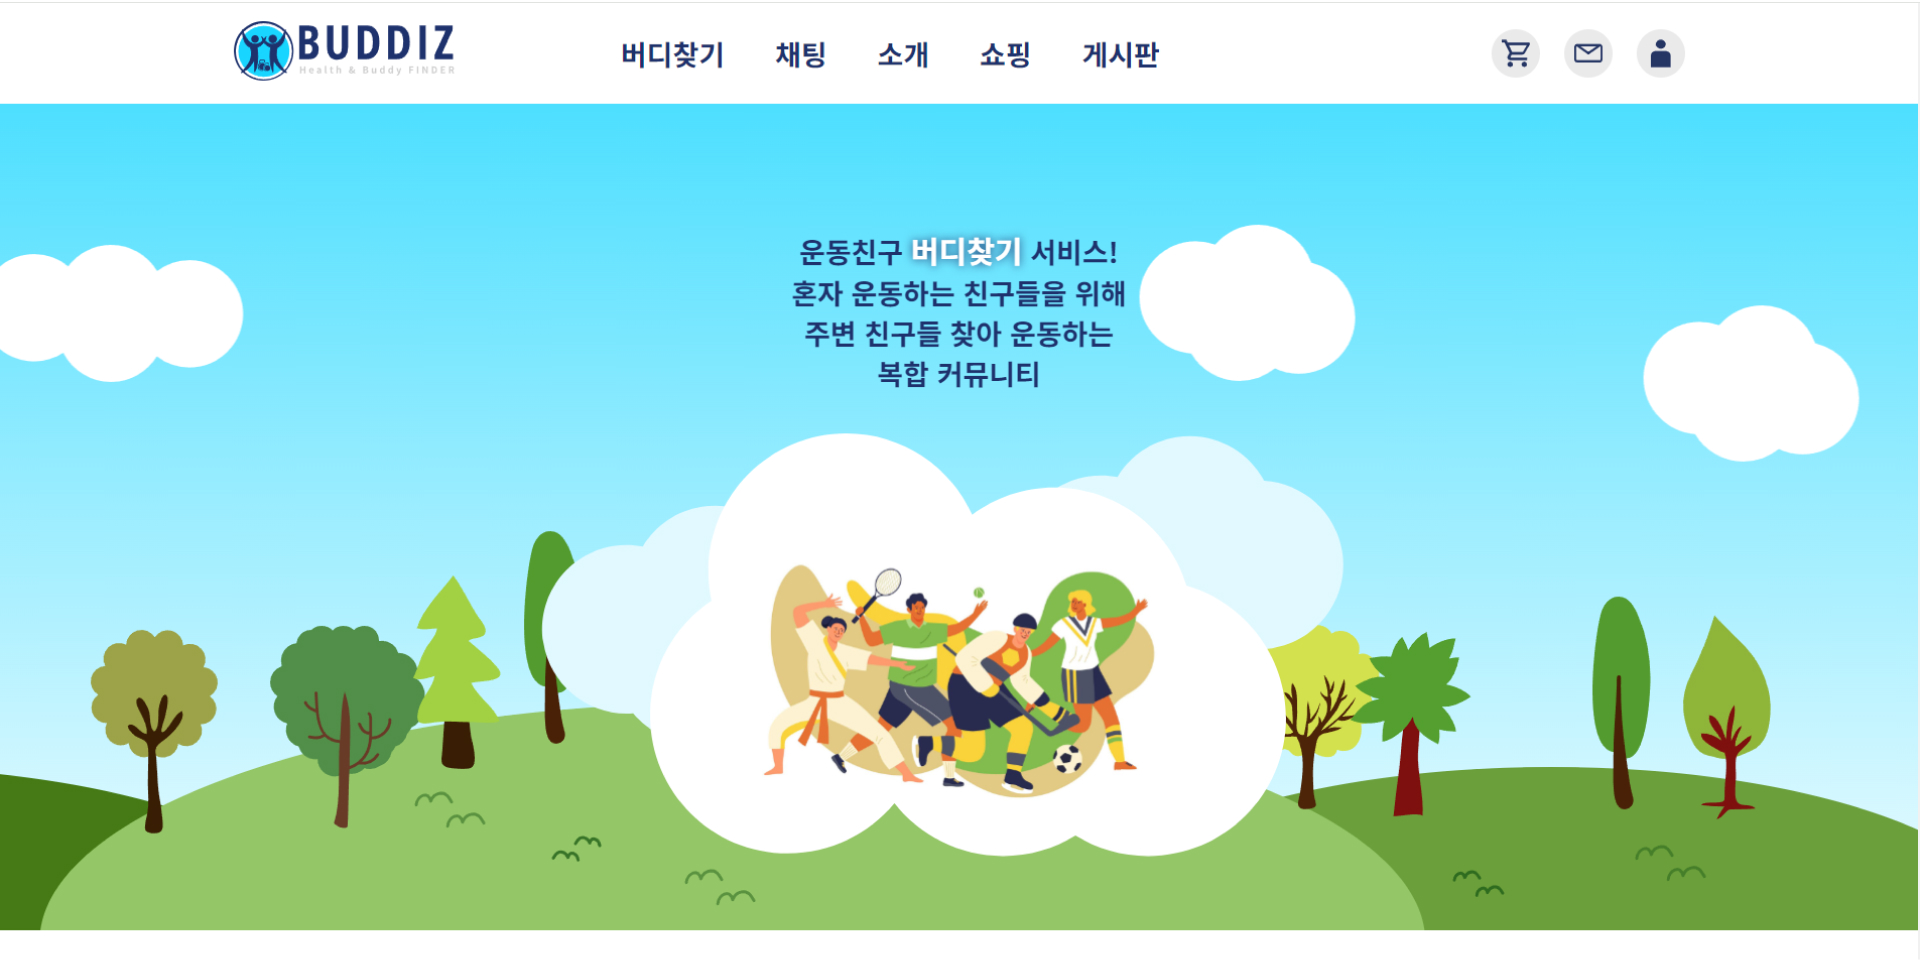 BUDDIZ
Health & Buddy FINDER
버디찾기 채팅 소개 쇼핑 게시판
운동친구 버디찾기 서비스!
혼자 운동하는 친구들을 위해
주변 친구들 찾아 운동하는
복합 커뮤니티